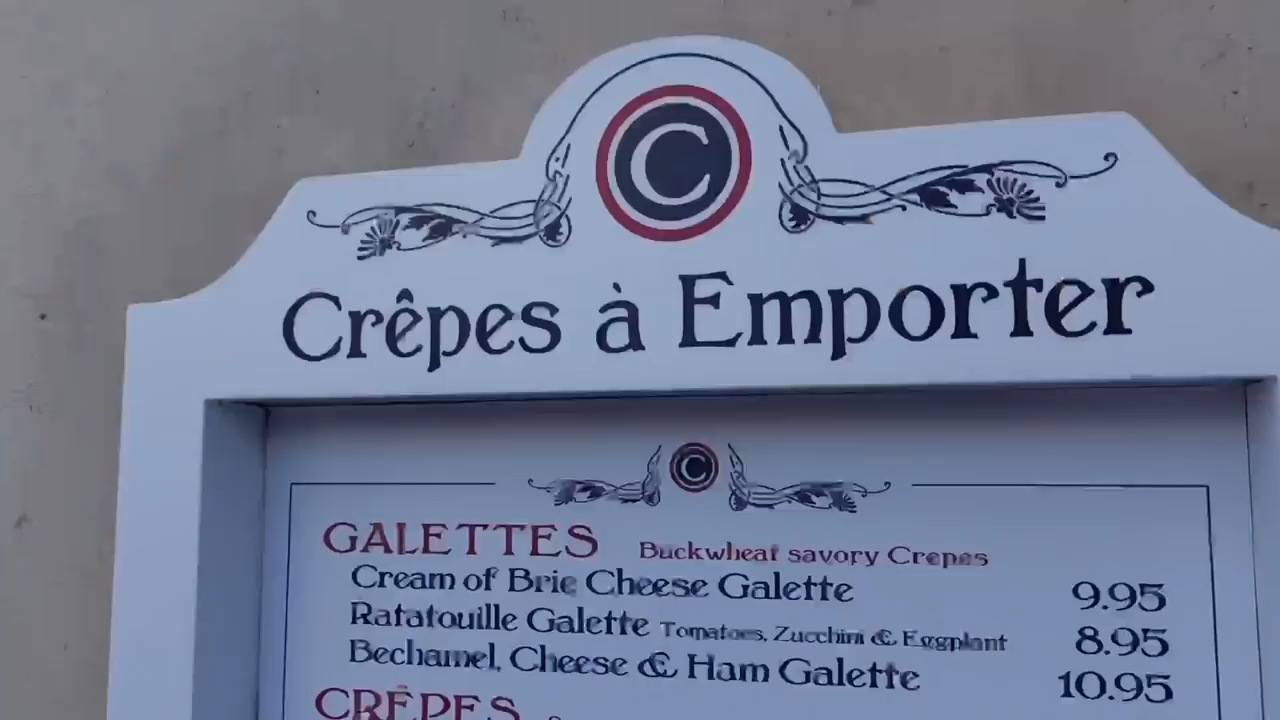 C
Crêpes à Emporter
C
GALETTES Buckwheat savory Crepes
Cream of Brie Cheese Galette 9.95
Ratatouille Galette Tomatoes, Zucchini & Eggplant 8.95
Bechamel, Cheese & Ham Galette 10.95
CRÊPES